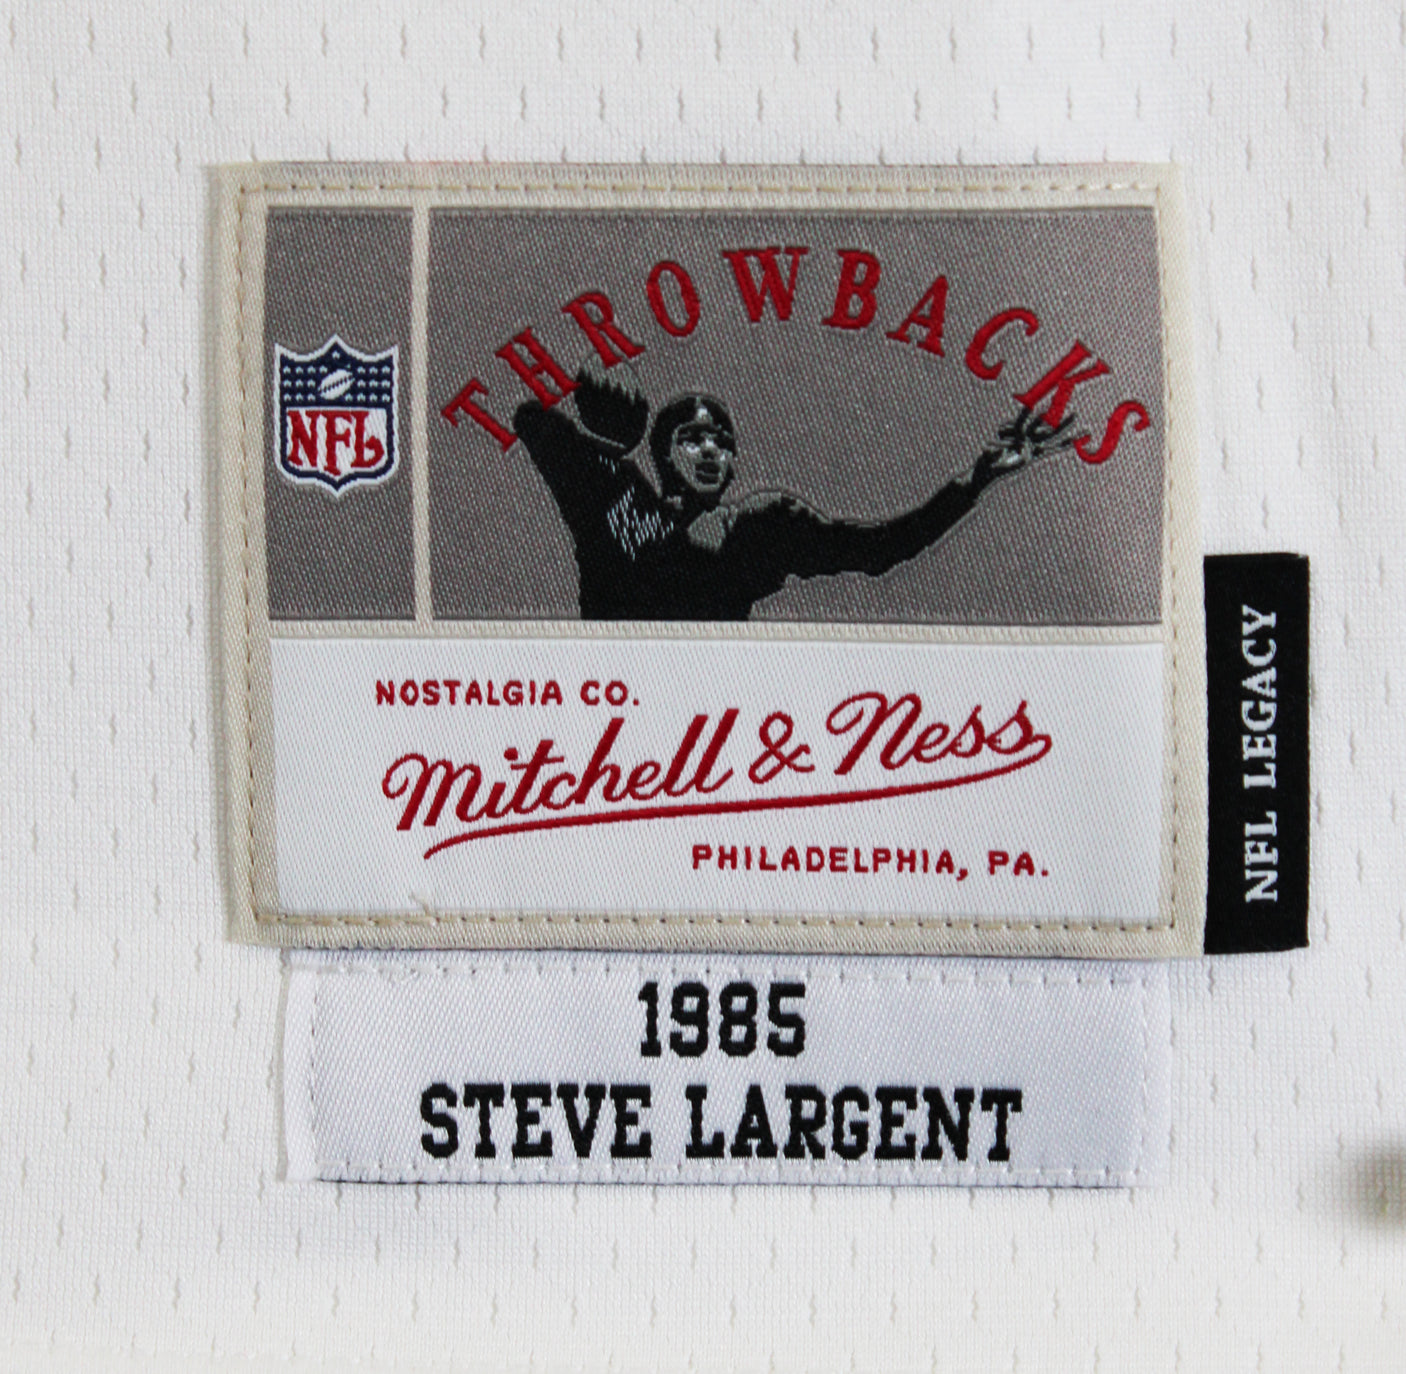 THROWBACKS
NFL
NOSTALGIA CO.
Mitchell & Ness
PHILADELPHIA, PA.
NFL LEGACY
1985
STEVE LARGENT